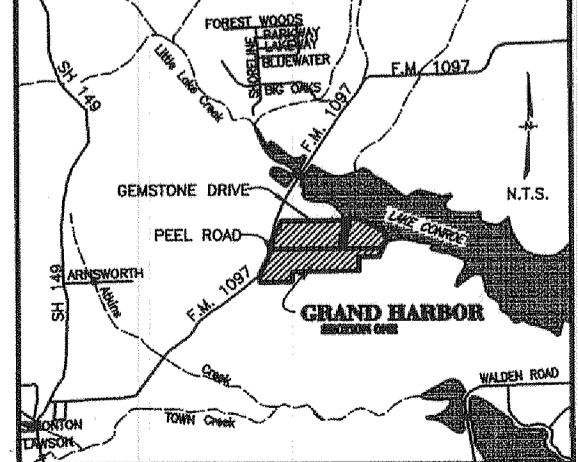 FOREST WOODS
PARKWAY
LAKEWAY
BLUEWATER
SHORELINE
BIG OAKS
Little Lake Creek
SH 149
F.M. 1097
F.M. 1097
N
N.T.S.
GEMSTONE DRIVE
LAKE CONROE
PEEL ROAD
ARNSWORTH
SH 149
Atkins
F.M. 1097
GRAND HARBOR
SECTION ONE
Creek
WALDEN ROAD
TOWN Creek
LAWSON